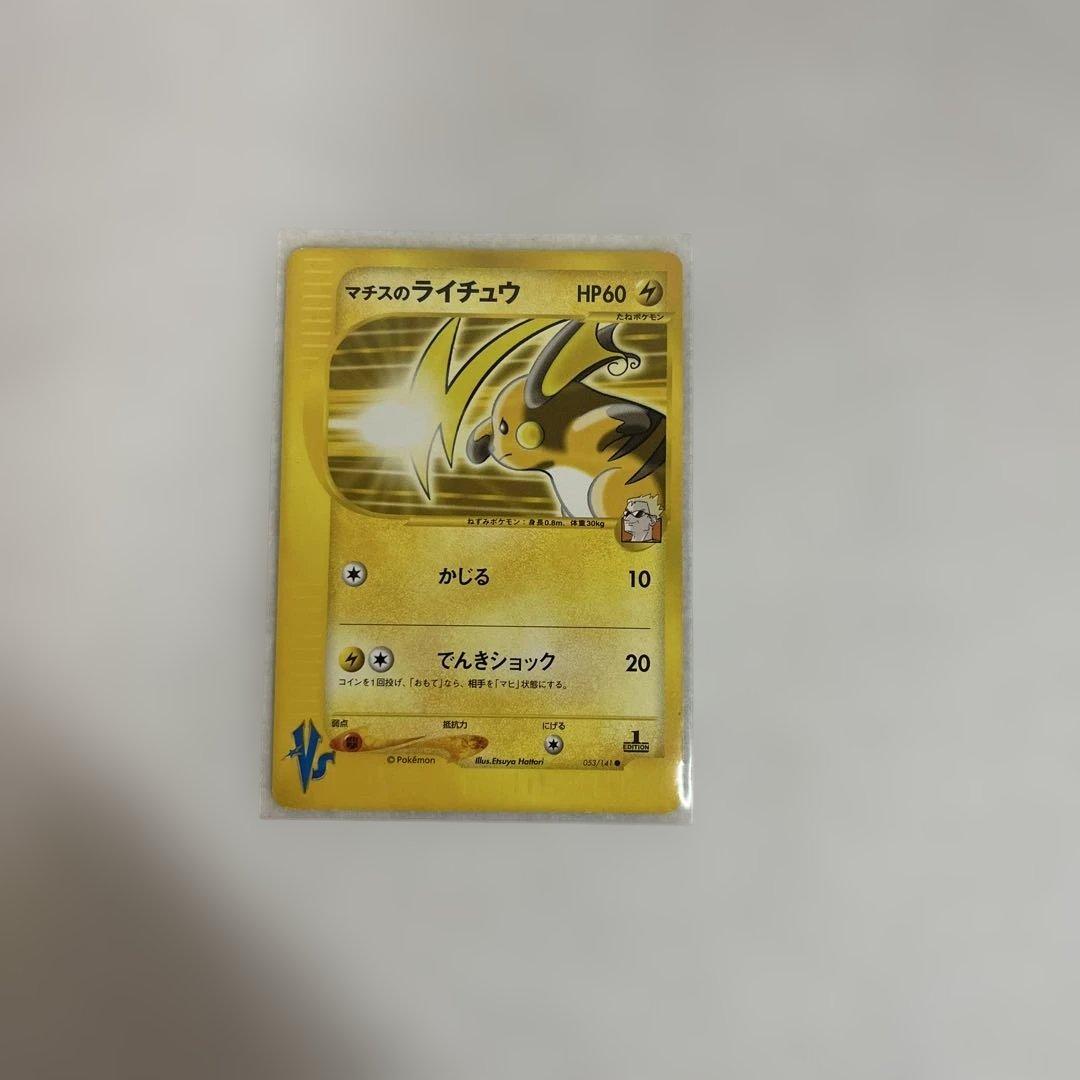 マチスのライチュウ HP60
たねポケモン
ねずみポケモン：身長0.8m、体重30kg
かじる 10
でんきショック 20
コインを1回投げ、「おもて」なら、相手を「マヒ」状態にする。
弱点 抵抗力 にげる
1
EDITION
Vs
©Pokémon Illus.Etsuya Hattori 053/141●